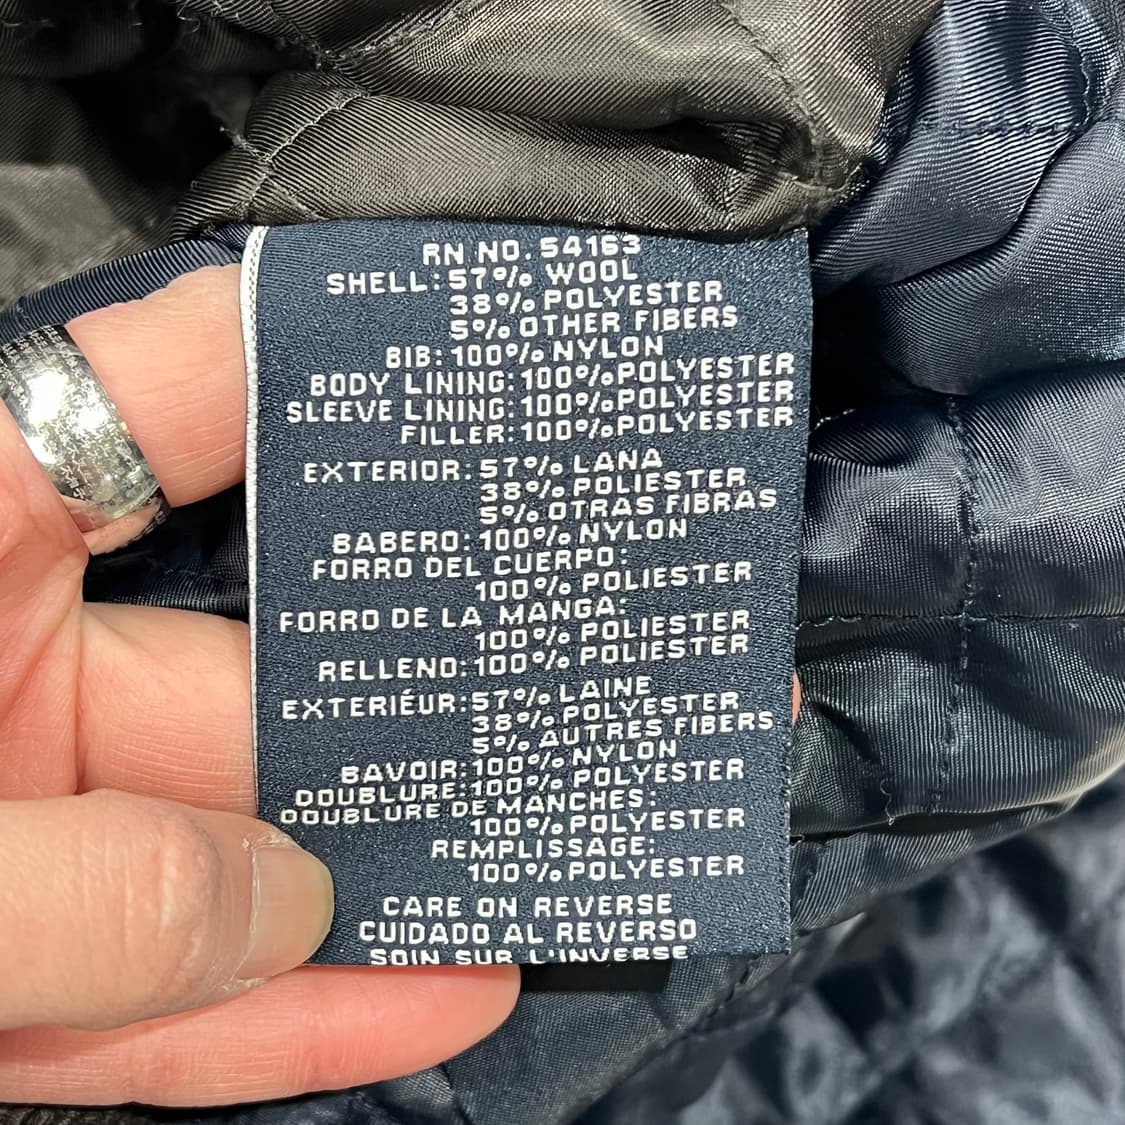 RN NO. 54163
SHELL: 57% WOOL
38% POLYESTER
5% OTHER FIBERS
BIB: 100% NYLON
BODY LINING: 100% POLYESTER
SLEEVE LINING: 100% POLYESTER
FILLER: 100% POLYESTER
EXTERIOR: 57% LANA
38% POLIESTER
5% OTRAS FIBRAS
BABERO: 100% NYLON
FORRO DEL CUERPO:
100% POLIESTER
FORRO DE LA MANGA:
100% POLIESTER
RELLENO: 100% POLIESTER
EXTERIÉUR: 57% LAINE
38% POLYESTER
5% AUTRES FIBERS
BAVOIR: 100% NYLON
DOUBLURE: 100% POLYESTER
DOUBLURE DE MANCHES:
100% POLYESTER
REMPLISSAGE:
100% POLYESTER
CARE ON REVERSE
CUIDADO AL REVERSO
SOIN SUR L'INVERSE